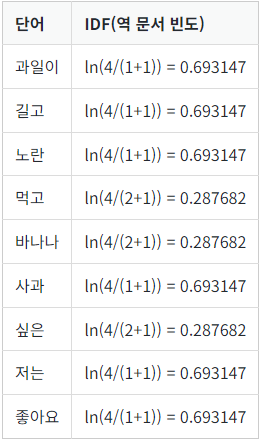 단어 IDF(역 문서 빈도)
과일이 ln(4/(1+1)) = 0.693147
길고 ln(4/(1+1)) = 0.693147
노란 ln(4/(1+1)) = 0.693147
먹고 ln(4/(2+1)) = 0.287682
바나나 ln(4/(2+1)) = 0.287682
사과 ln(4/(1+1)) = 0.693147
싶은 ln(4/(2+1)) = 0.287682
저는 ln(4/(1+1)) = 0.693147
좋아요 ln(4/(1+1)) = 0.693147